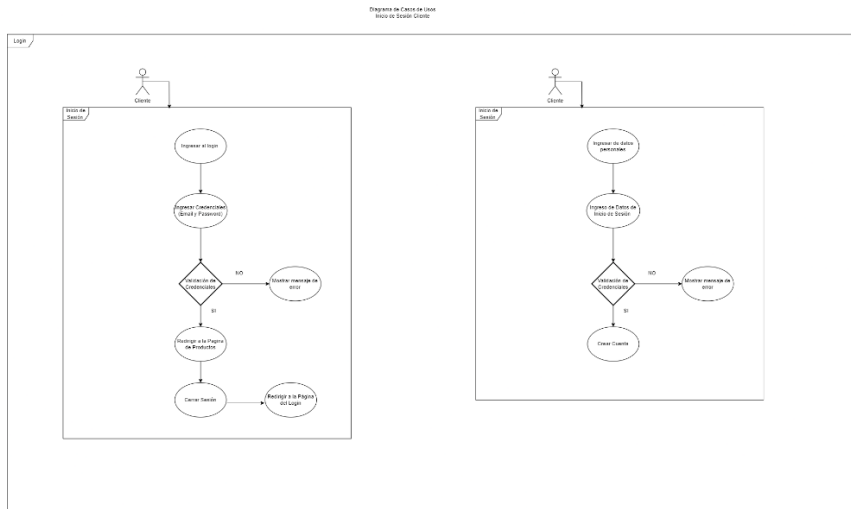 Diagrama de Casos de Usos
Inicio de Sesión Cliente
Login
Cliente
Inicio de
Sesión
Ingresar al login
Ingresar Credenciales
(Email y Password)
Validación de
Credenciales
NO
Mostrar mensaje de
error
SI
Redirigir a la Pagina
de Productos
Cerrar Sesión
Redirigir a la Página
del Login
Cliente
Inicio de
Sesión
Ingresar de datos
personales
Ingreso de Datos de
Inicio de Sesión
Validación de
Credenciales
NO
Mostrar mensaje de
error
SI
Crear Cuenta